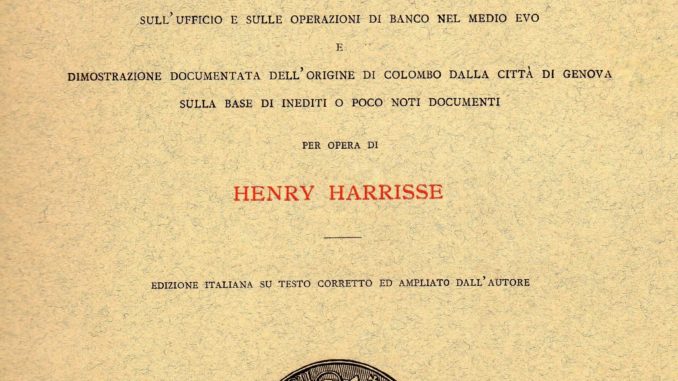 SULL'UFFICIO E SULLE OPERAZIONI DI BANCO NEL MEDIO EVO
E
DIMOSTRAZIONE DOCUMENTATA DELL'ORIGINE DI COLOMBO DALLA CITTÀ DI GENOVA
SULLA BASE DI INEDITI O POCO NOTI DOCUMENTI
PER OPERA DI
HENRY HARRISSE
EDIZIONE ITALIANA SU TESTO CORRETTO ED AMPLIATO DALL'AUTORE